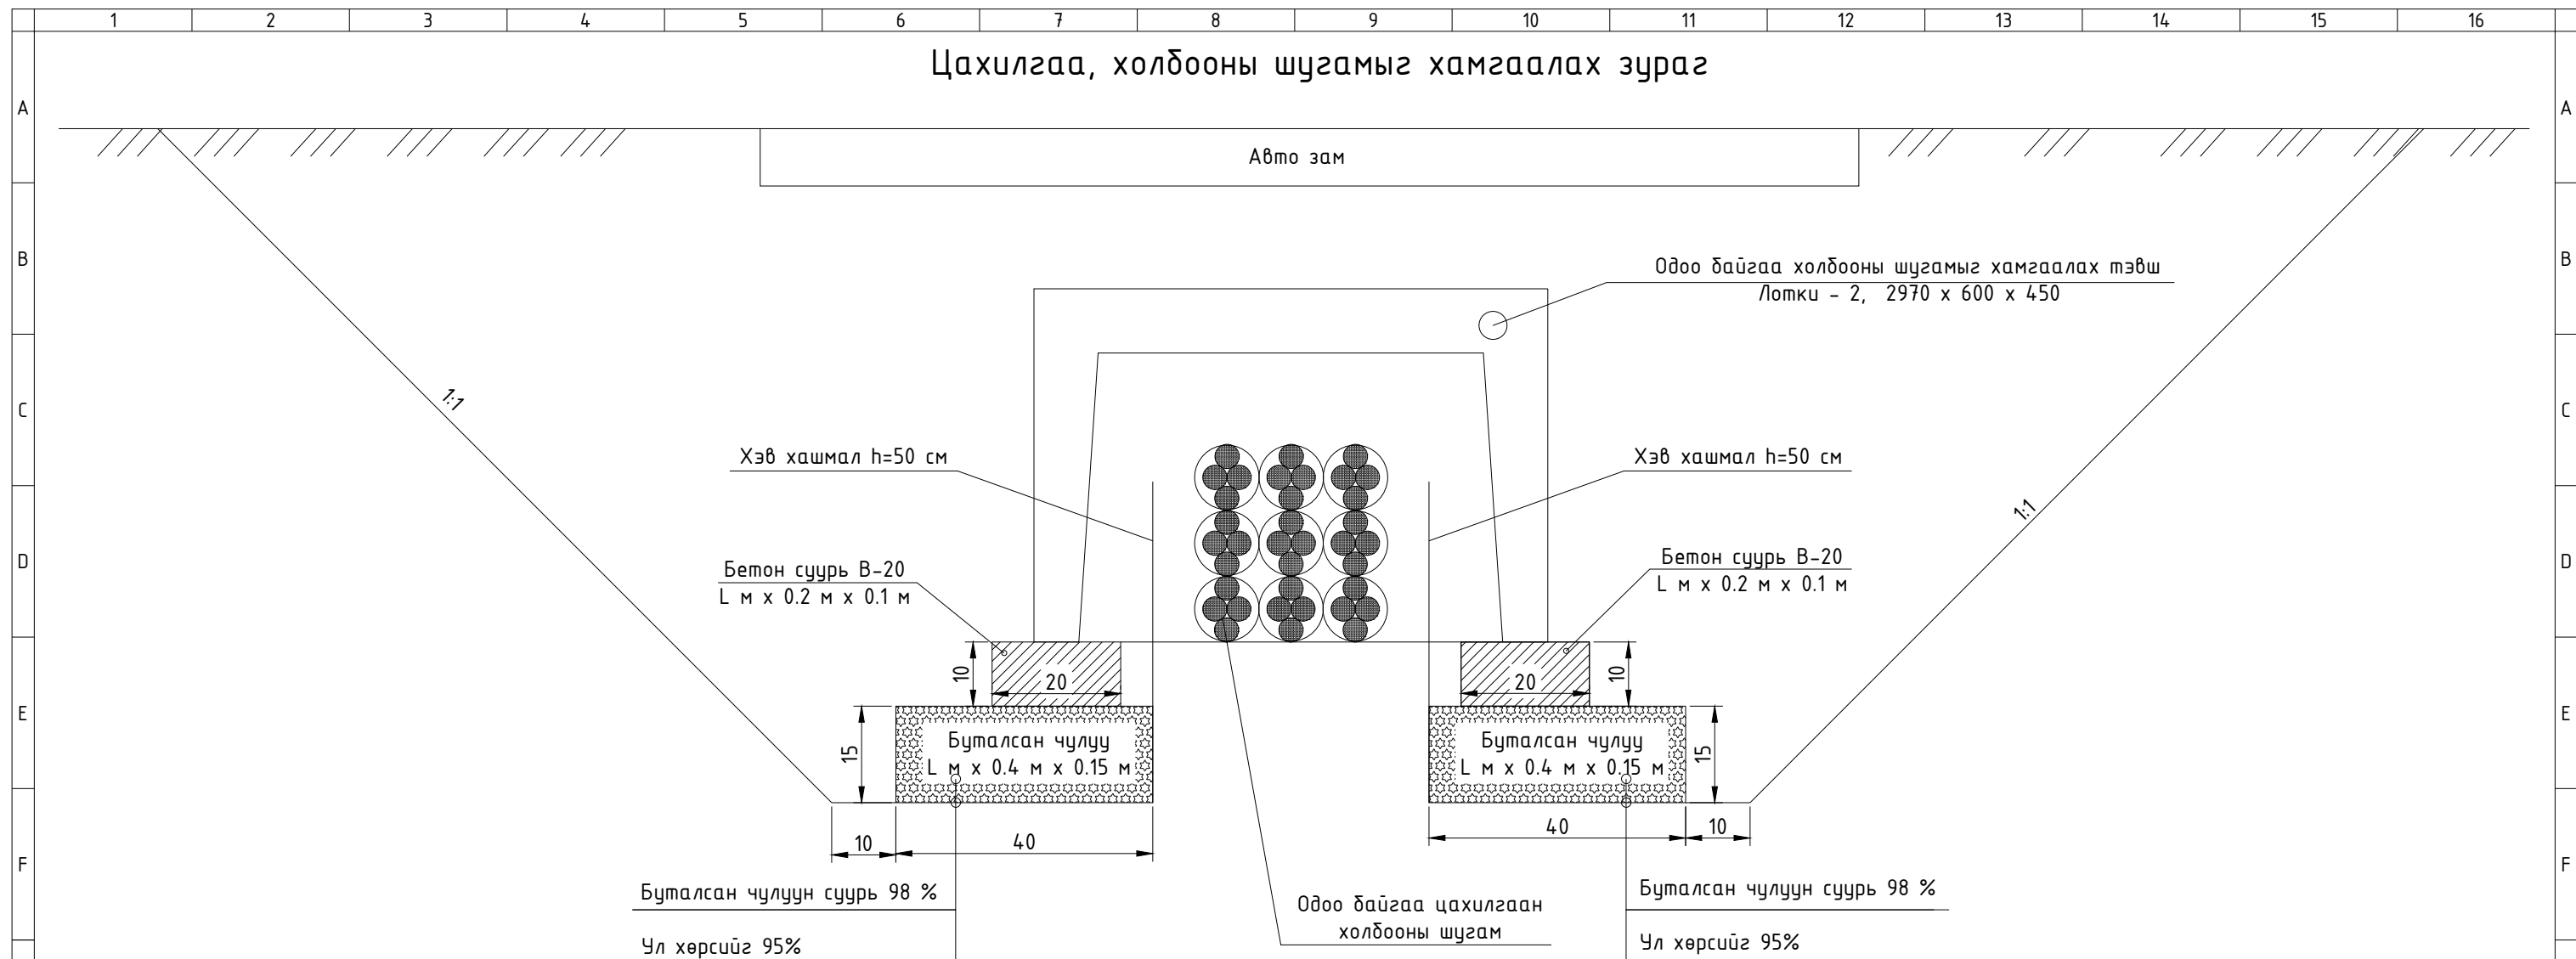 1 2 3 4 5 6 7 8 9 10 11 12 13 14 15 16
Цахилгаа, холбооны шугамыг хамгаалах зураг
A A
Авто зам
B B
Одоо байгаа холбооны шугамыг хамгаалах тэвш
Лотки - 2, 2970 x 600 x 450
1:1
C C
Хэв хашмал h=50 см
Хэв хашмал h=50 см
1:1
D D
Бетон суурь В-20
L м x 0.2 м x 0.1 м
Бетон суурь В-20
L м x 0.2 м x 0.1 м
10
20
20
10
E E
15
Буталсан чулуу
L м x 0.4 м x 0.15 м
Буталсан чулуу
L м x 0.4 м x 0.15 м
15
10
40
40
10
F F
Буталсан чулуун суурь 98 %
Ул хөрсийг 95%
Одоо байгаа цахилгаан
холбооны шугам
Буталсан чулуун суурь 98 %
Ул хөрсийг 95%